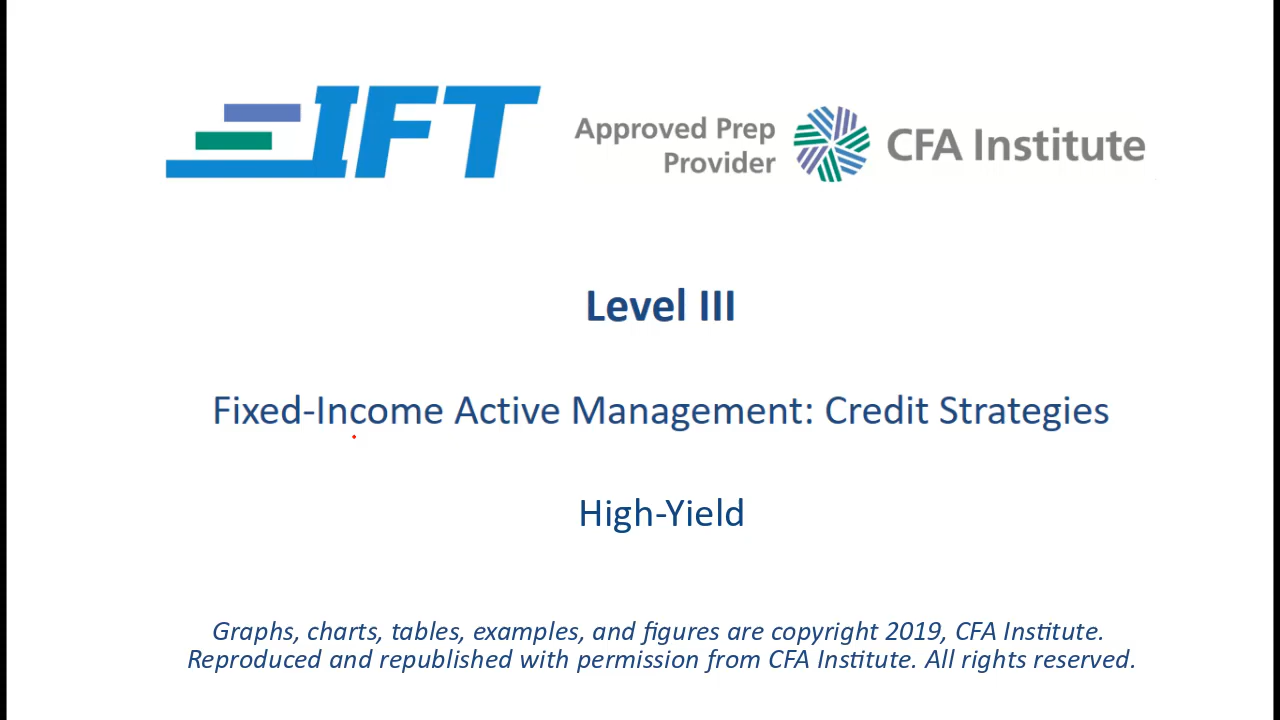 IFT
Approved Prep
Provider
CFA Institute
Level III
Fixed-Income Active Management: Credit Strategies
High-Yield
Graphs, charts, tables, examples, and figures are copyright 2019, CFA Institute.
Reproduced and republished with permission from CFA Institute. All rights reserved.